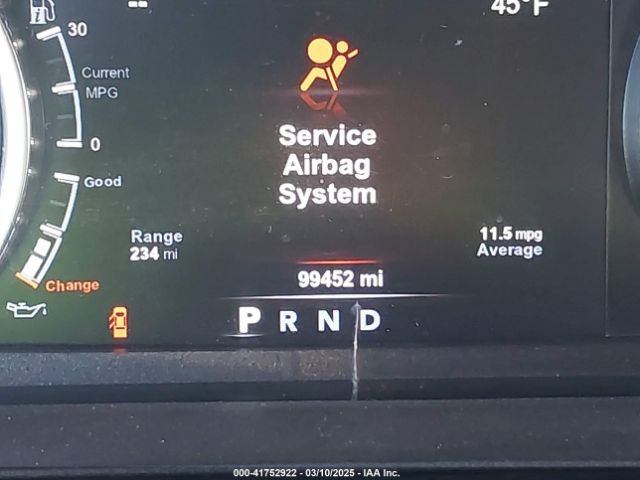 45°F
30
Current
MPG
0
Good
Change
Service
Airbag
System
Range
234 mi
11.5 mpg
Average
99452 mi
P R N D
000-41752922 - 03/10/2025 - IAA Inc.